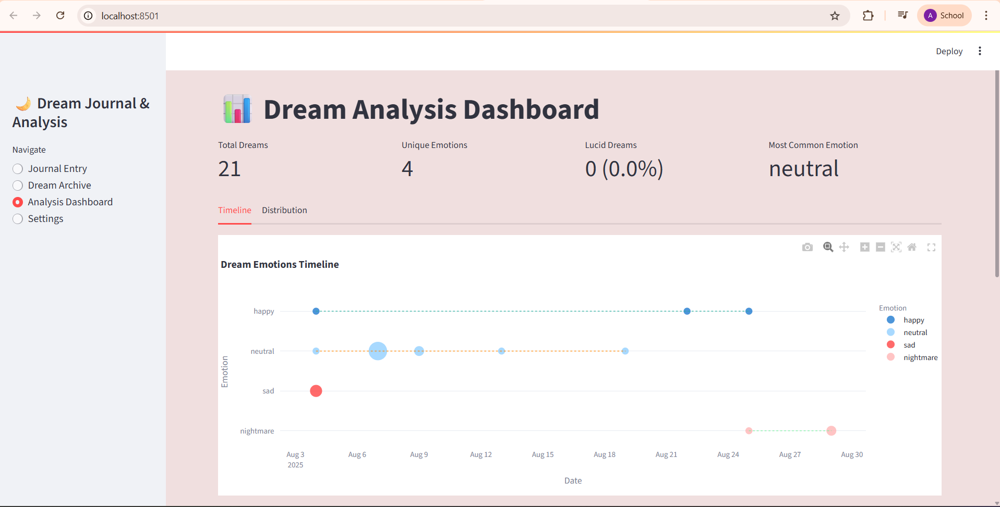 localhost:8501
A School
Deploy
Dream Journal &
Analysis
Navigate
Journal Entry
Dream Archive
Analysis Dashboard
Settings
Dream Analysis Dashboard
Total Dreams
21
Unique Emotions
4
Lucid Dreams
0 (0.0%)
Most Common Emotion
neutral
Timeline
Distribution
Dream Emotions Timeline
Emotion
happy
neutral
sad
nightmare
Aug 3
2025
Aug 6
Aug 9
Aug 12
Aug 15
Aug 18
Aug 21
Aug 24
Aug 27
Aug 30
Date
Emotion
happy
neutral
sad
nightmare